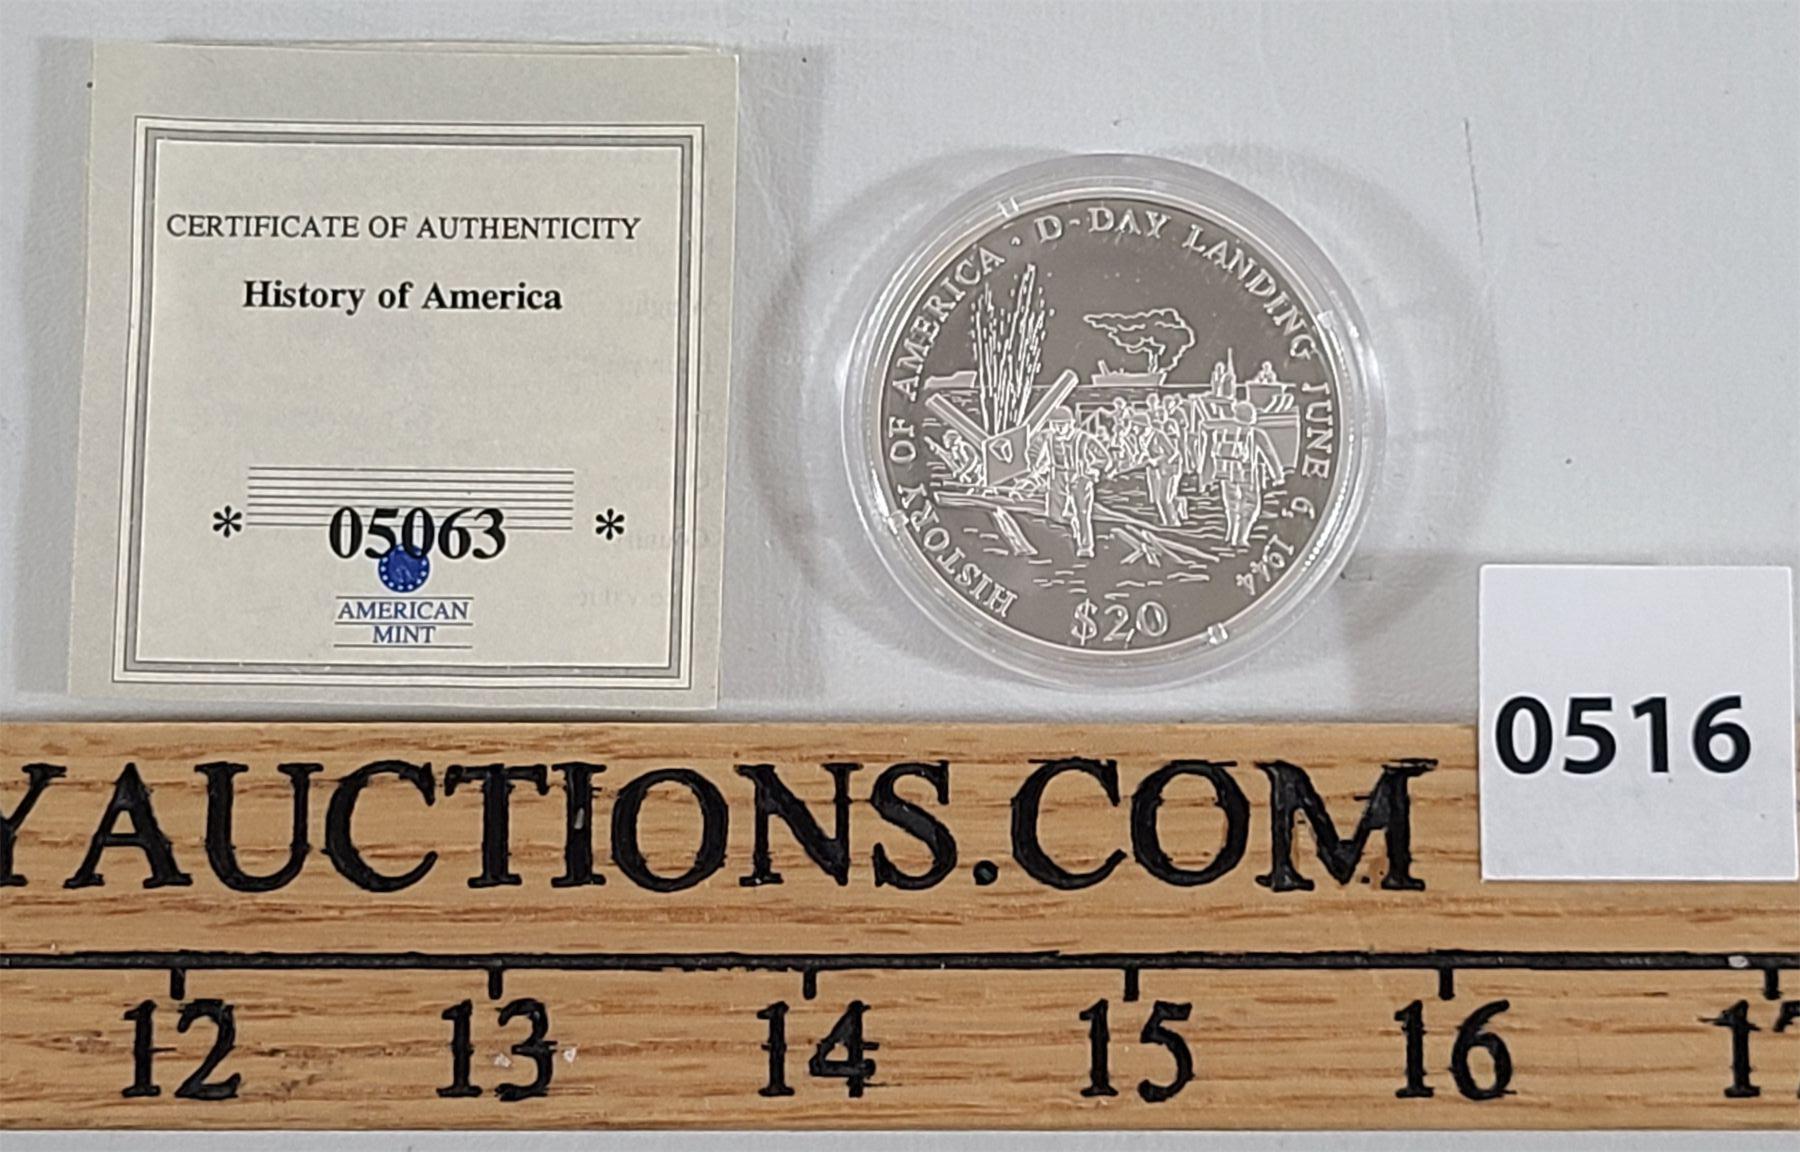 CERTIFICATE OF AUTHENTICITY
History of America
* 05063 *
AMERICAN
MINT
HISTORY OF AMERICA · D-DAY LANDING JUNE 6, 1944
$20
0516
YAUCTIONS.COM
12 13 14 15 16 17